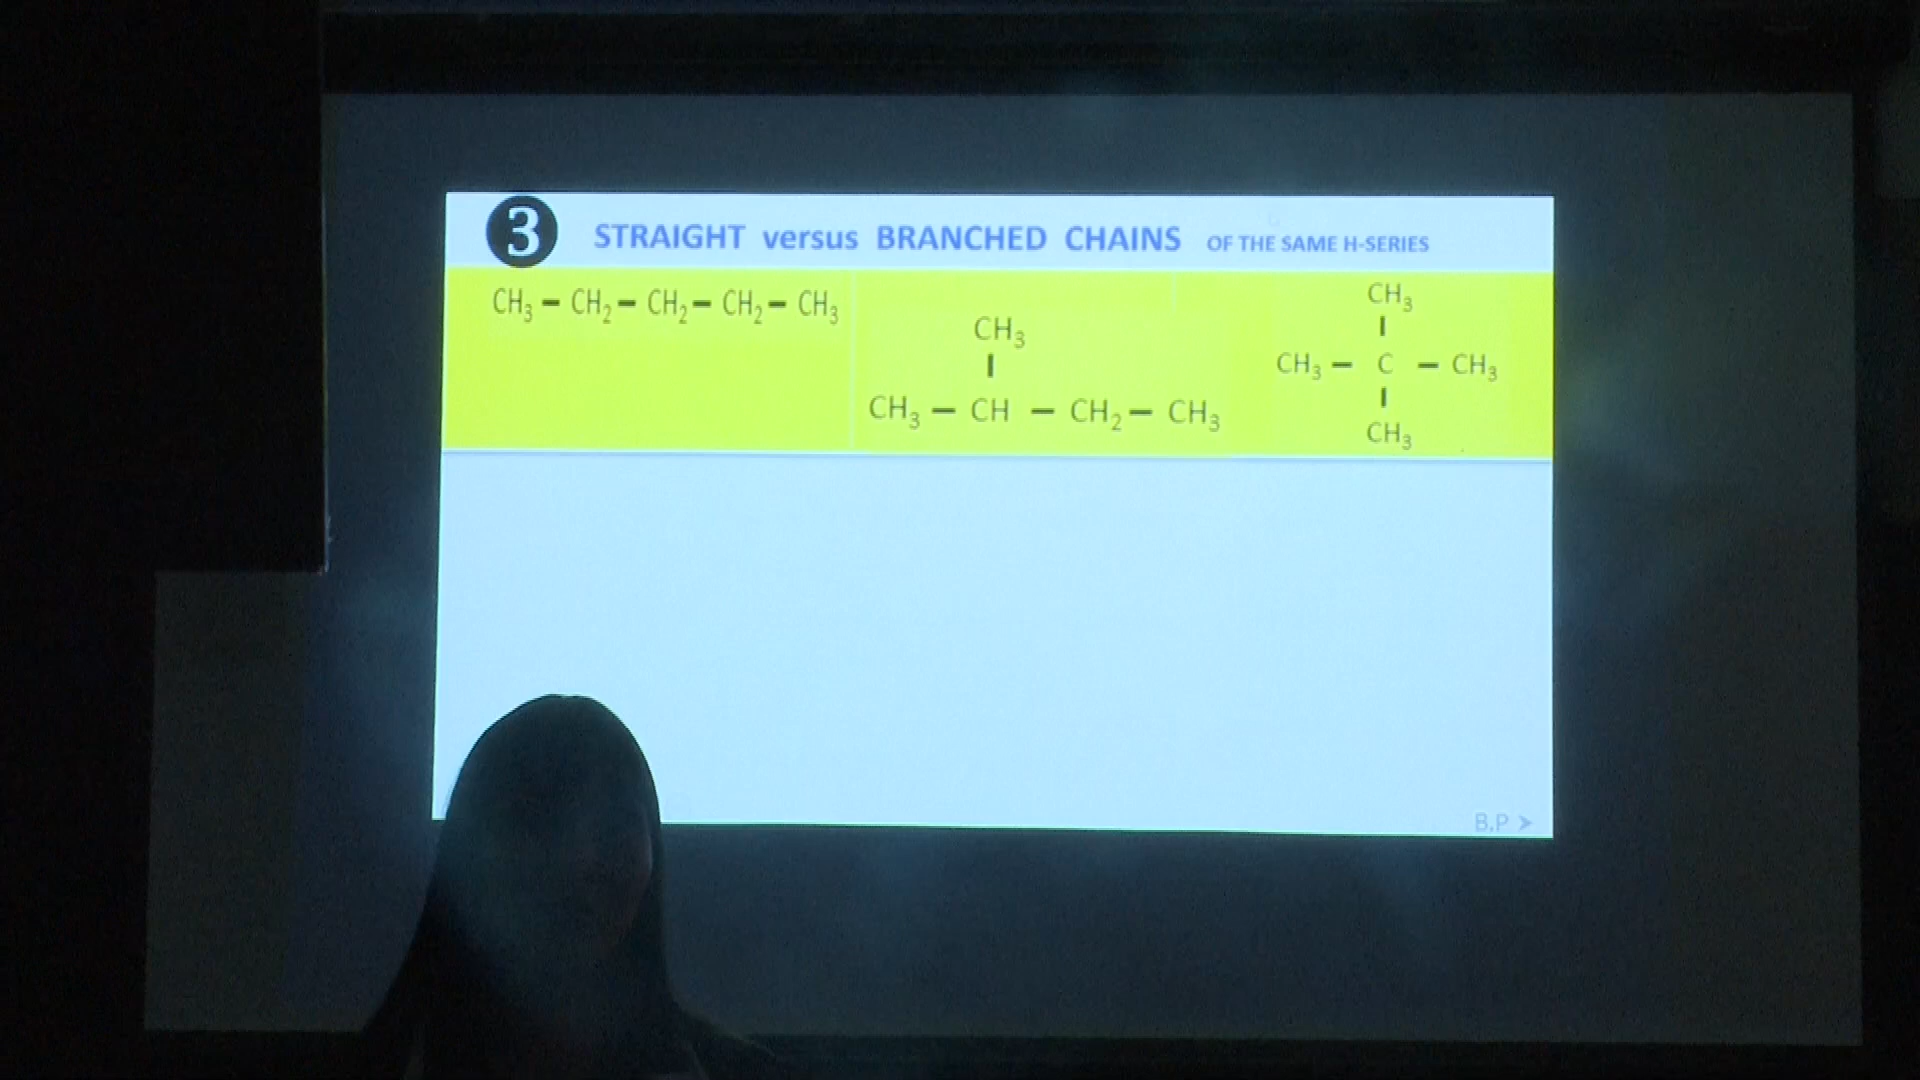 3 STRAIGHT versus BRANCHED CHAINS OF THE SAME H-SERIES
CH₃ – CH₂ – CH₂ – CH₂ – CH₃
CH₃
|
CH₃ – CH – CH₂ – CH₃
CH₃
|
CH₃ – C – CH₃
|
CH₃
B.P ➤